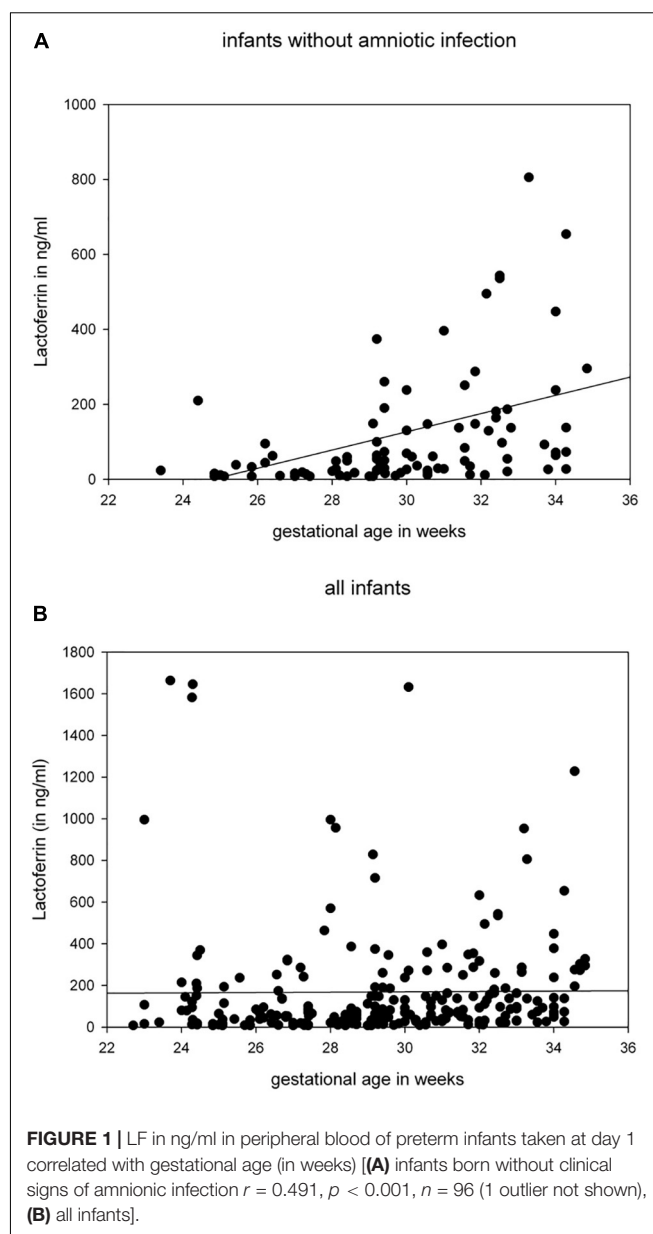 A
infants without amniotic infection
1000
800
600
400
200
0
Lactoferrin in ng/ml
22 24 26 28 30 32 34 36
gestational age in weeks
all infants
B
1800
1600
1400
1200
1000
800
600
400
200
0
Lactoferrin (in ng/ml)
22 24 26 28 30 32 34 36
gestational age in weeks
FIGURE 1 | LF in ng/ml in peripheral blood of preterm infants taken at day 1
correlated with gestational age (in weeks) [(A) infants born without clinical
signs of amnionic infection r = 0.491, p < 0.001, n = 96 (1 outlier not shown),
(B) all infants].